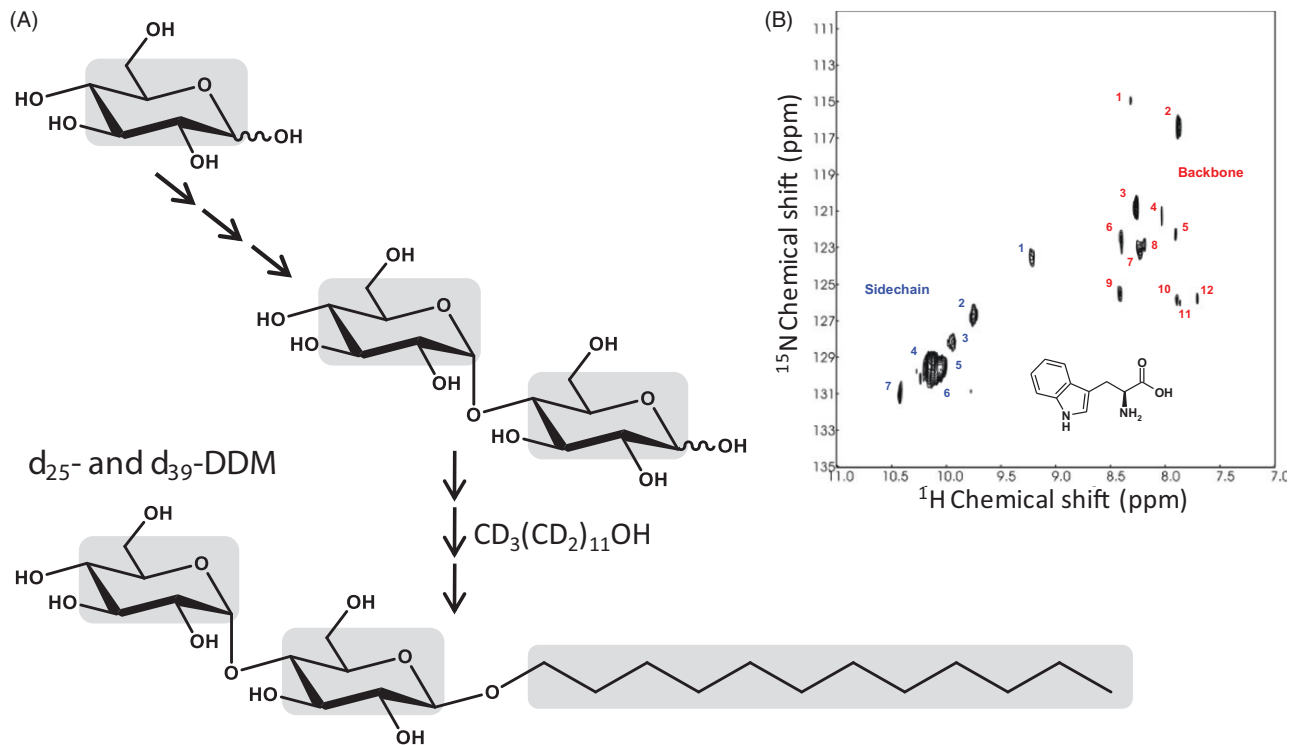 (A)
OH
O
HO
HO
OH
OH
OH
O
HO
HO
OH
O
OH
O
HO
OH
OH
d25- and d39-DDM
CD3(CD2)11OH
OH
O
HO
HO
OH
O
OH
O
HO
OH
O
(B)
111
113
115
117
119
121
123
125
127
129
131
133
135
15N Chemical shift (ppm)
1
2
Backbone
3
4
5
6
7
8
9
10
11
12
1
Sidechain
2
3
4
5
6
7
O
OH
NH2
N
H
11.0 10.5 10.0 9.5 9.0 8.5 8.0 7.5 7.0
1H Chemical shift (ppm)